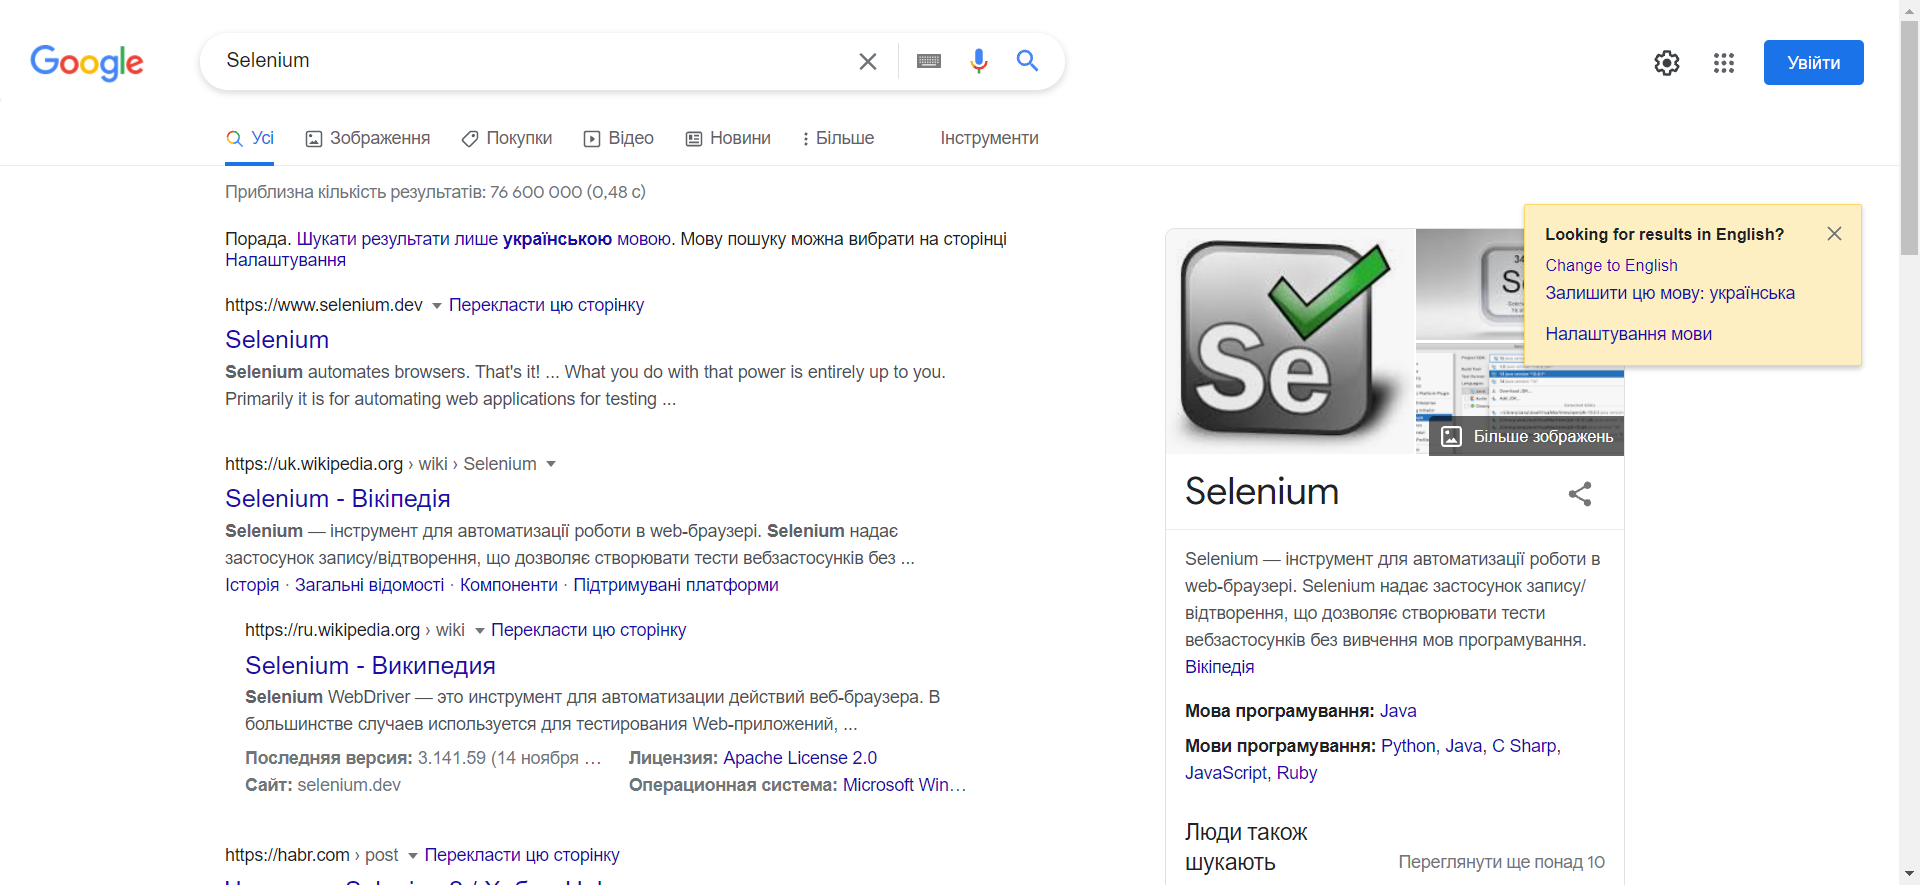 Google
Selenium
Увійти
Усі
Зображення
Покупки
Відео
Новини
Більше
Інструменти
Приблизна кількість результатів: 76 600 000 (0,48 с)
Порада. Шукати результати лише українською мовою. Мову пошуку можна вибрати на сторінці
Налаштування
https://www.selenium.dev Перекласти цю сторінку
Selenium
Selenium automates browsers. That's it! ... What you do with that power is entirely up to you.
Primarily it is for automating web applications for testing ...
https://uk.wikipedia.org › wiki › Selenium
Selenium - Вікіпедія
Selenium — інструмент для автоматизації роботи в web-браузері. Selenium надає
застосунок запису/відтворення, що дозволяє створювати тести вебзастосунків без ...
Історія · Загальні відомості · Компоненти · Підтримувані платформи
https://ru.wikipedia.org › wiki Перекласти цю сторінку
Selenium - Википедия
Selenium WebDriver — это инструмент для автоматизации действий веб-браузера. В
большинстве случаев используется для тестирования Web-приложений, ...
Последняя версия: 3.141.59 (14 ноября ... Лицензия: Apache License 2.0
Сайт: selenium.dev Операционная система: Microsoft Win...
https://habr.com › post Перекласти цю сторінку
Looking for results in English?
Change to English
Залишити цю мову: українська
Налаштування мови
Se
34
Більше зображень
Selenium
Selenium — інструмент для автоматизації роботи в
web-браузері. Selenium надає застосунок запису/
відтворення, що дозволяє створювати тести
вебзастосунків без вивчення мов програмування.
Вікіпедія
Мова програмування: Java
Мови програмування: Python, Java, C Sharp,
JavaScript, Ruby
Люди також
шукають
Переглянути ще понад 10